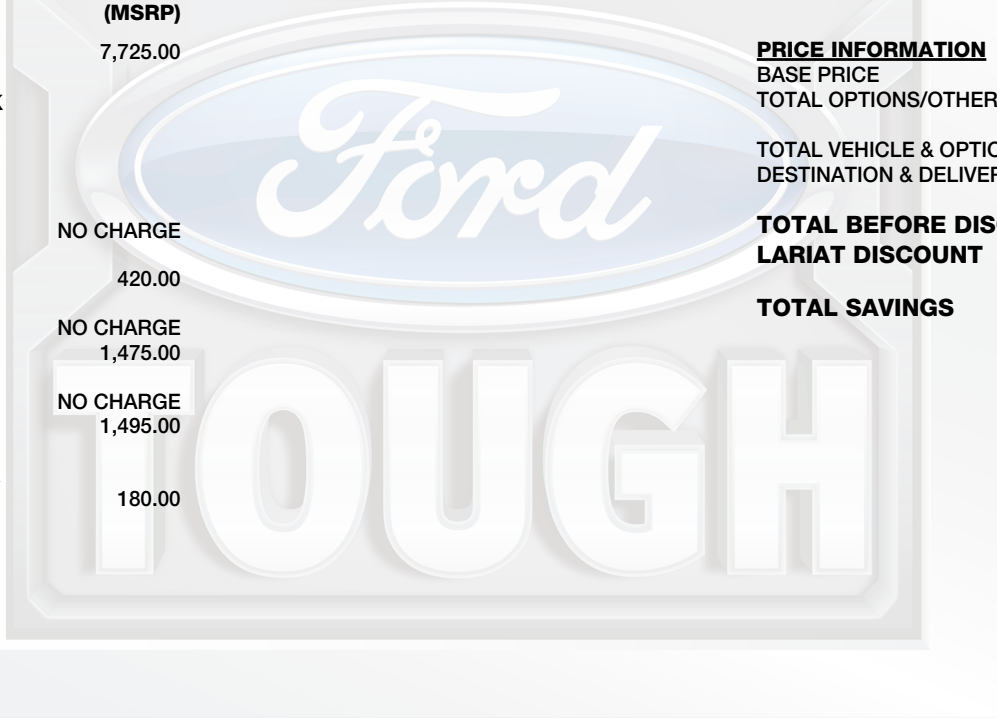 (MSRP)
7,725.00
NO CHARGE
420.00
NO CHARGE
1,475.00
NO CHARGE
1,495.00
180.00
PRICE INFORMATION
BASE PRICE
TOTAL OPTIONS/OTHER
TOTAL VEHICLE & OPTIO
DESTINATION & DELIVER
TOTAL BEFORE DIS
LARIAT DISCOUNT
TOTAL SAVINGS
Ford
TOUGH